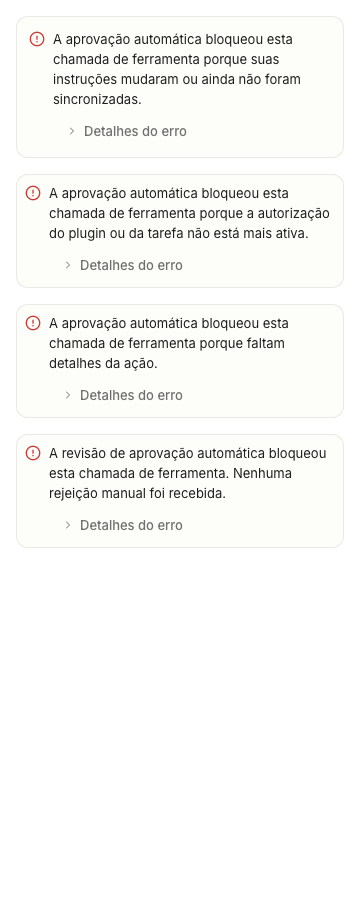 A aprovação automática bloqueou esta
chamada de ferramenta porque suas
instruções mudaram ou ainda não foram
sincronizadas.
Detalhes do erro
A aprovação automática bloqueou esta
chamada de ferramenta porque a autorização
do plugin ou da tarefa não está mais ativa.
Detalhes do erro
A aprovação automática bloqueou esta
chamada de ferramenta porque faltam
detalhes da ação.
Detalhes do erro
A revisão de aprovação automática bloqueou
esta chamada de ferramenta. Nenhuma
rejeição manual foi recebida.
Detalhes do erro